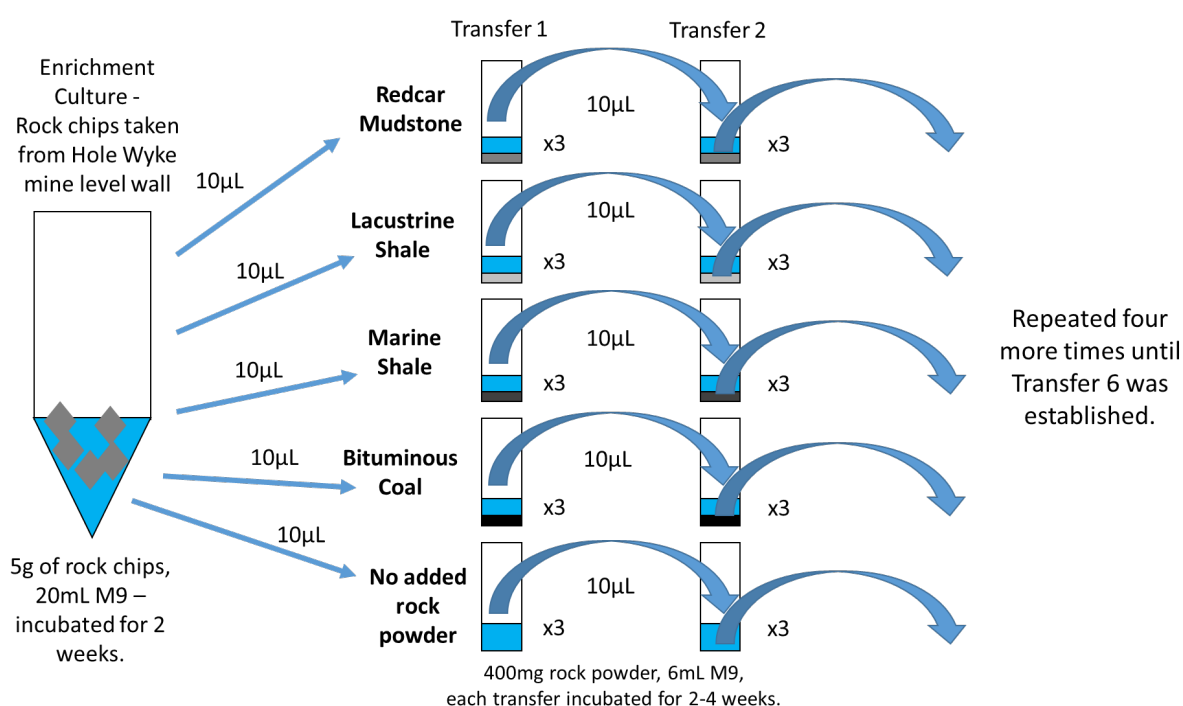 Enrichment
Culture -
Rock chips taken
from Hole Wyke
mine level wall
5g of rock chips,
20mL M9 –
incubated for 2
weeks.
10µL
10µL
10µL
10µL
10µL
Transfer 1
Transfer 2
Redcar
Mudstone
10µL
x3
x3
Lacustrine
Shale
10µL
x3
x3
Marine
Shale
10µL
x3
x3
Bituminous
Coal
10µL
x3
x3
No added
rock
powder
10µL
x3
x3
400mg rock powder, 6mL M9,
each transfer incubated for 2-4 weeks.
Repeated four
more times until
Transfer 6 was
established.